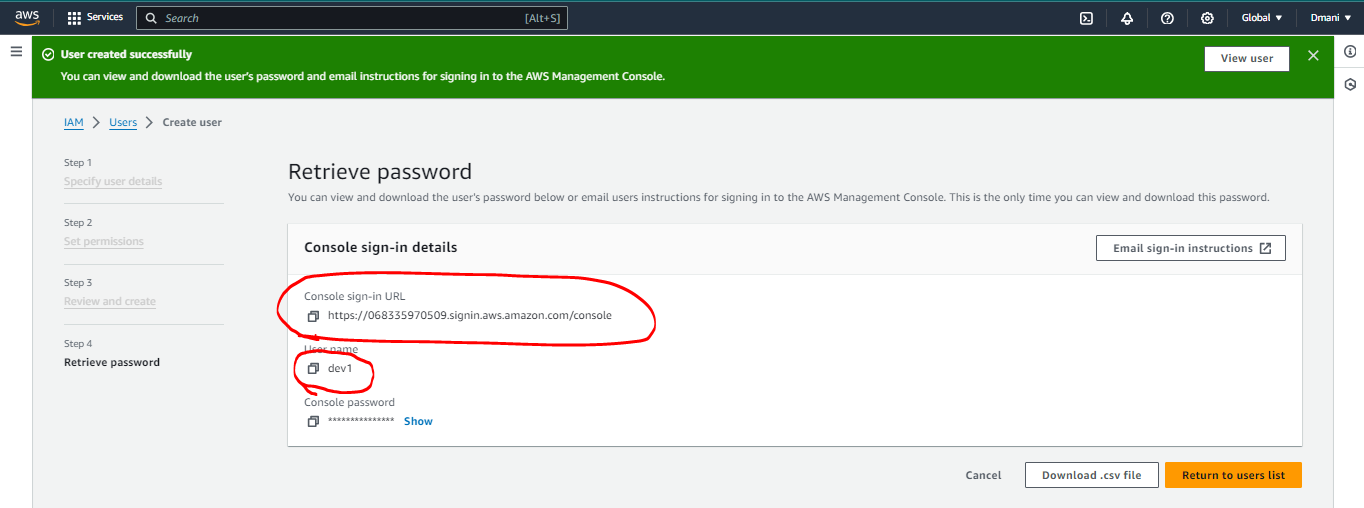 aws Services Search [Alt+S] Global Dmani
User created successfully
You can view and download the user's password and email instructions for signing in to the AWS Management Console.
View user
IAM > Users > Create user
Step 1
Specify user details
Step 2
Set permissions
Step 3
Review and create
Step 4
Retrieve password
Retrieve password
You can view and download the user's password below or email users instructions for signing in to the AWS Management Console. This is the only time you can view and download this password.
Console sign-in details
Email sign-in instructions
Console sign-in URL
https://068335970509.signin.aws.amazon.com/console
User name
dev1
Console password
*************** Show
Cancel Download .csv file Return to users list